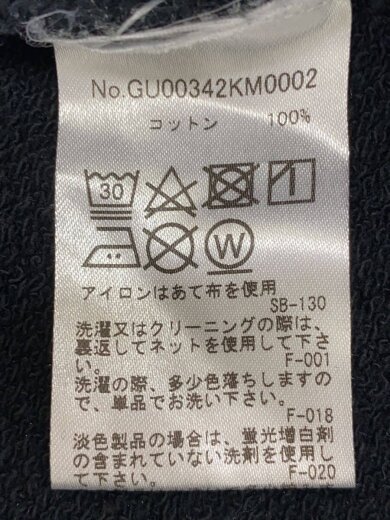 No.GU00342KM0002
コットン 100%
30
W
アイロンはあて布を使用
SB-130
洗濯又はクリーニングの際は、
裏返してネットを使用して下さ
い。 F-001
洗濯の際、多少色落ちしますの
で、単品でお洗い下さい。
F-018
淡色製品の場合は、蛍光増白剤
の含まれていない洗剤を使用し
て下さい。 F-020